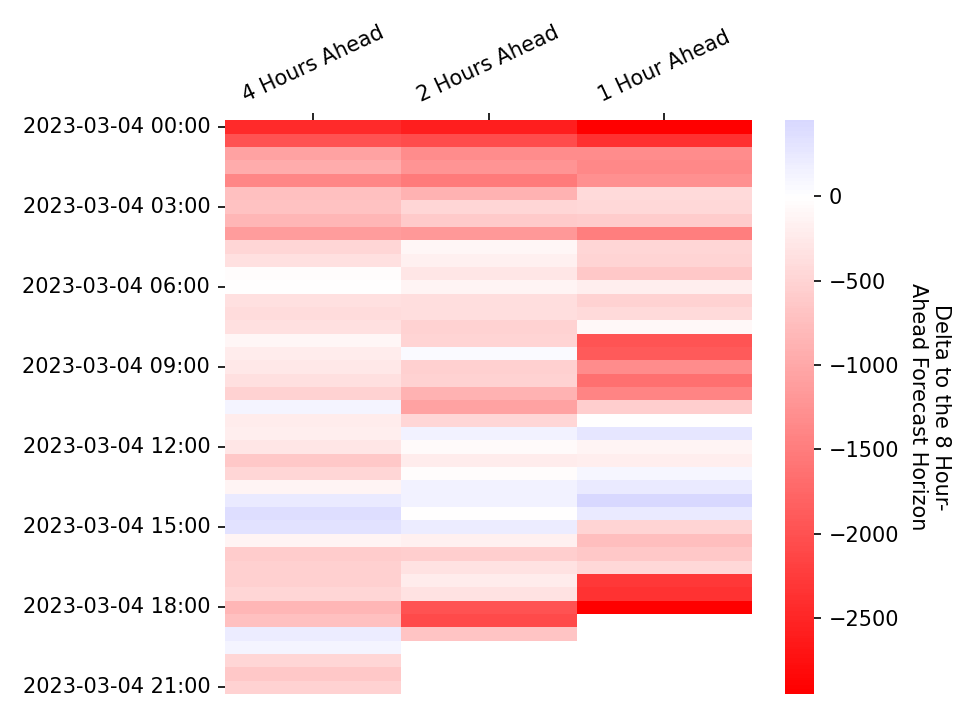 4 Hours Ahead
2 Hours Ahead
1 Hour Ahead
2023-03-04 00:00
2023-03-04 03:00
2023-03-04 06:00
2023-03-04 09:00
2023-03-04 12:00
2023-03-04 15:00
2023-03-04 18:00
2023-03-04 21:00
0
−500
−1000
−1500
−2000
−2500
Delta to the 8 Hour-
Ahead Forecast Horizon